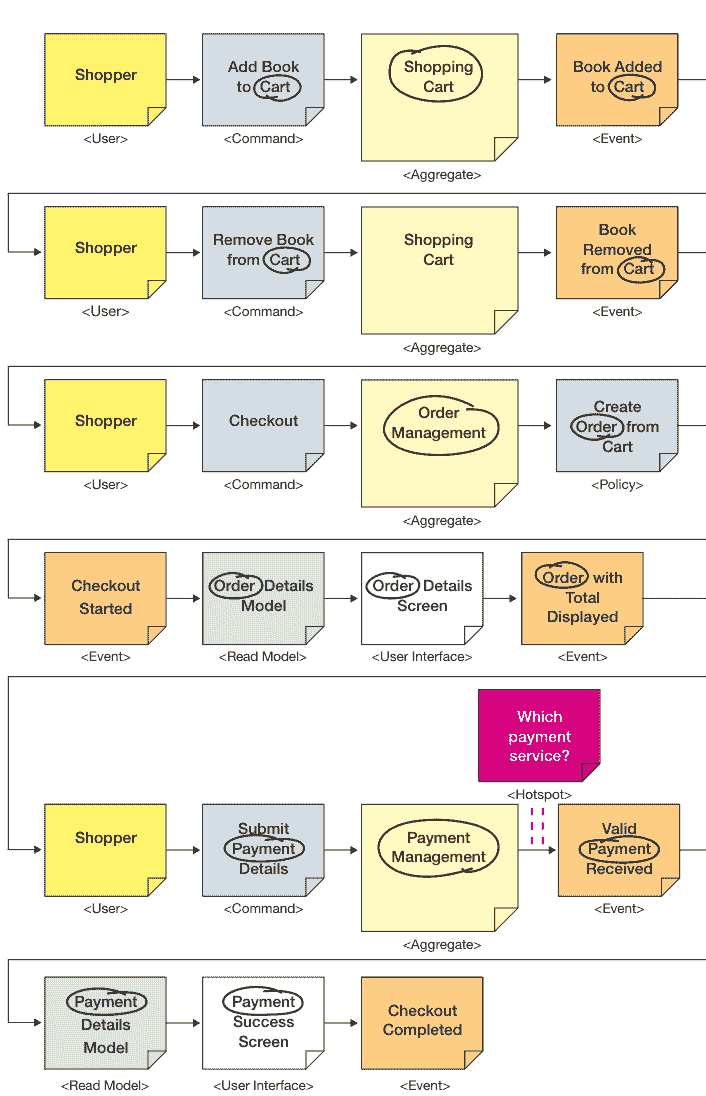 Shopper
<User>
Add Book
to Cart
<Command>
Shopping
Cart
<Aggregate>
Book Added
to Cart
<Event>
Shopper
<User>
Remove Book
from Cart
<Command>
Shopping
Cart
<Aggregate>
Book
Removed
from Cart
<Event>
Shopper
<User>
Checkout
<Command>
Order
Management
<Aggregate>
Create
Order from
Cart
<Policy>
Checkout
Started
<Event>
Order Details
Model
<Read Model>
Order Details
Screen
<User Interface>
Order with
Total
Displayed
<Event>
Which
payment
service?
<Hotspot>
Shopper
<User>
Submit
Payment
Details
<Command>
Payment
Management
<Aggregate>
Valid
Payment
Received
<Event>
Payment
Details
Model
<Read Model>
Payment
Success
Screen
<User Interface>
Checkout
Completed
<Event>